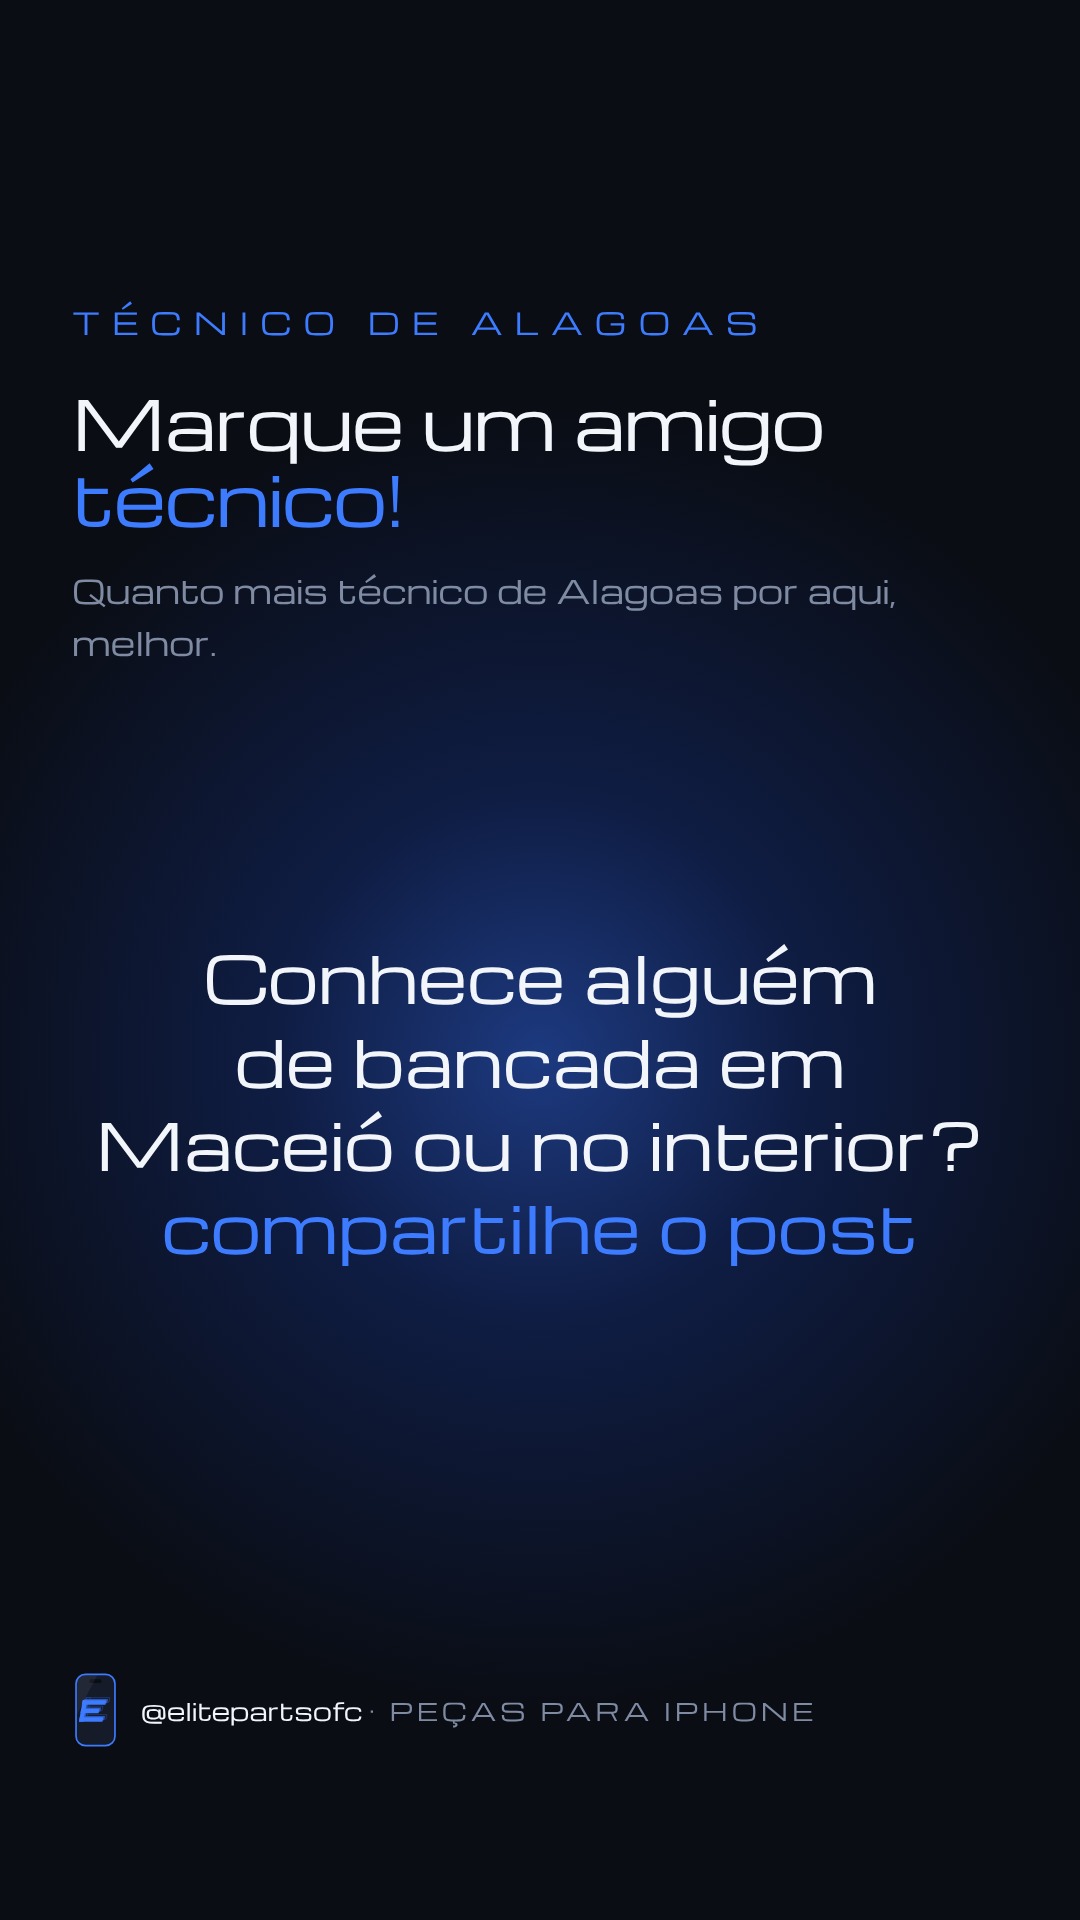 TÉCNICO DE ALAGOAS
Marque um amigo
técnico!
Quanto mais técnico de Alagoas por aqui,
melhor.
Conhece alguém
de bancada em
Maceió ou no interior?
compartilhe o post
E @elitepartsofc · PEÇAS PARA IPHONE